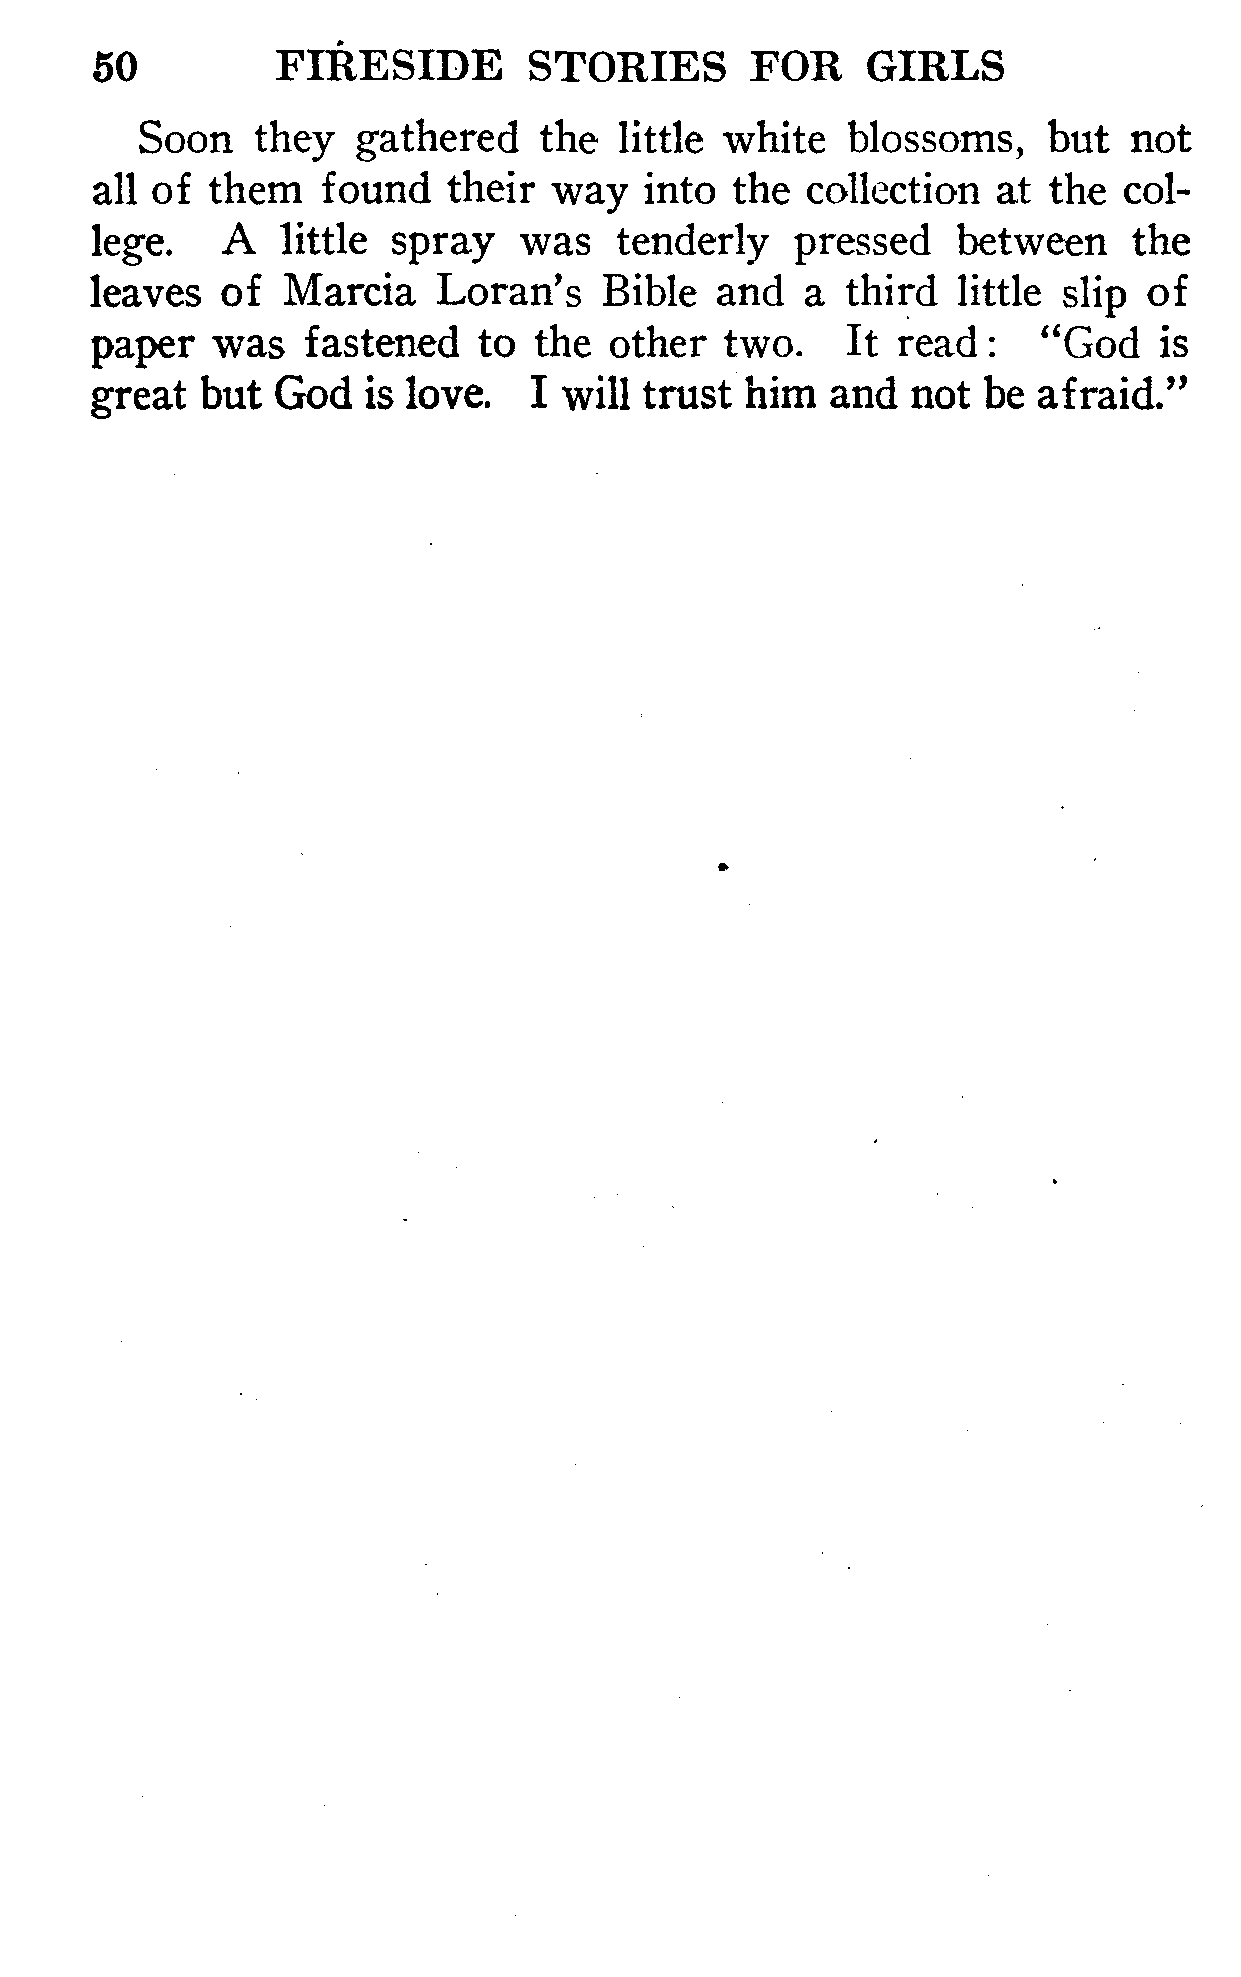 50 FIRESIDE STORIES FOR GIRLS
Soon they gathered the little white blossoms, but not
all of them found their way into the collection at the col-
lege. A little spray was tenderly pressed between the
leaves of Marcia Loran's Bible and a third little slip of
paper was fastened to the other two. It read: "God is
great but God is love. I will trust him and not be afraid."